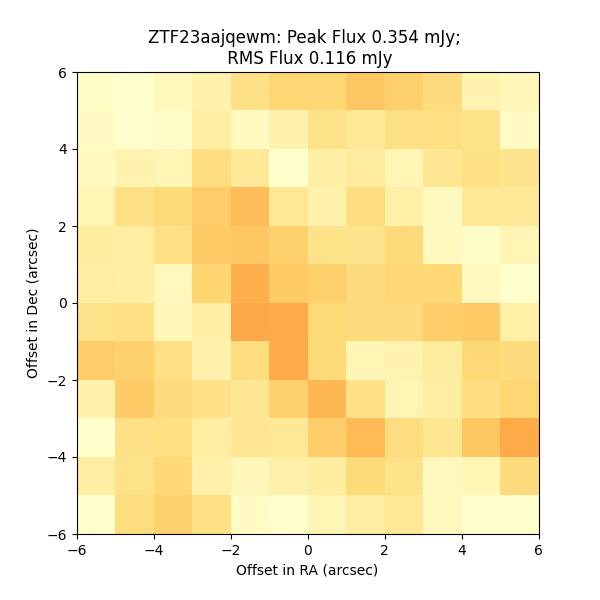 ZTF23aajqewm: Peak Flux 0.354 mJy;
RMS Flux 0.116 mJy
6
4
2
0
−2
−4
−6
Offset in Dec (arcsec)
−6 −4 −2 0 2 4 6
Offset in RA (arcsec)